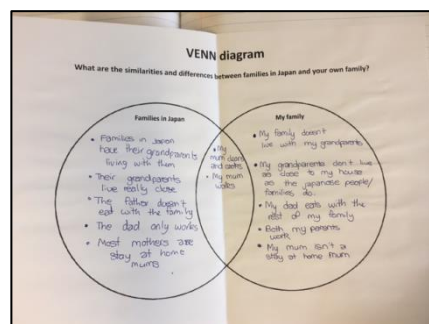 VENN diagram
What are the similarities and differences between families in Japan and your own family?
Families in Japan
• Families in Japan
have their grandparents
living with them
• Their grandparents
live really close
• The father doesn't
eat with the family
• The dad only works
• Most mothers are
stay at home
mums
• My
mum cleans
and cooks
• My mum
works
My family
• My family doesn't
live with my grandparents
• My grandparents don't live
as close to my house
as the japanese people/
families do.
• My dad eats with the
rest of my family
• Both my parents
work
• My mum isn't a
stay at home mum